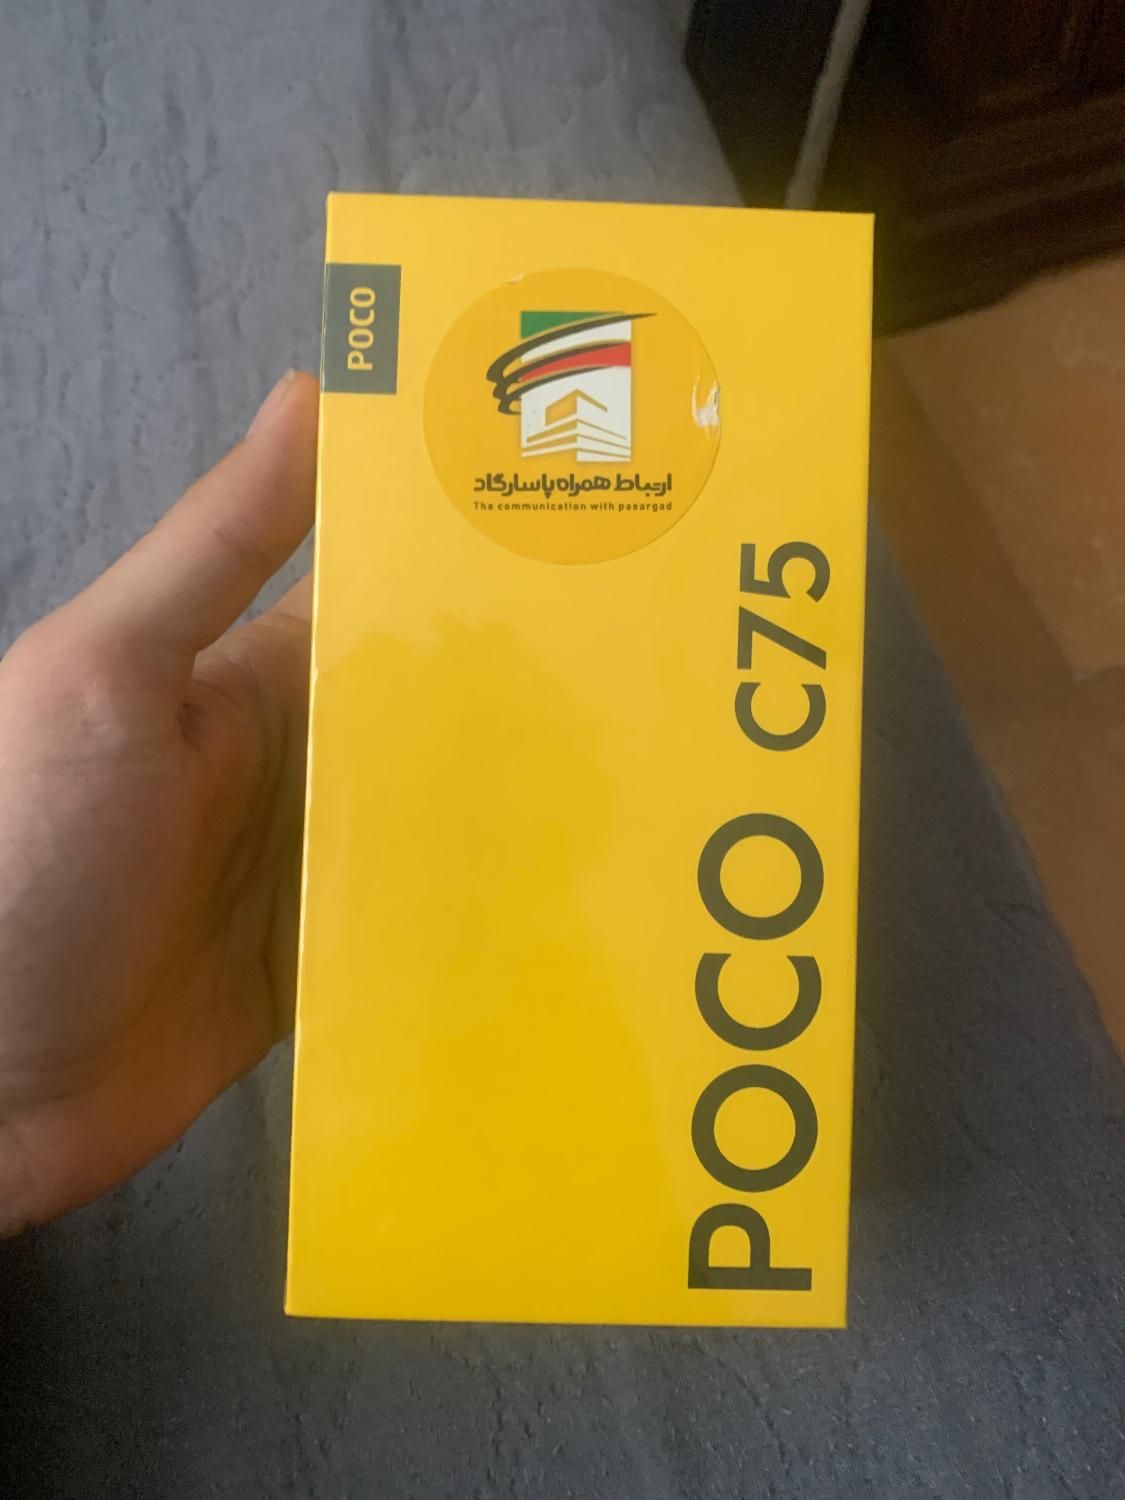 POCO
ارتباط همراه پاسارگاد
The communication with pasargad
POCO C75